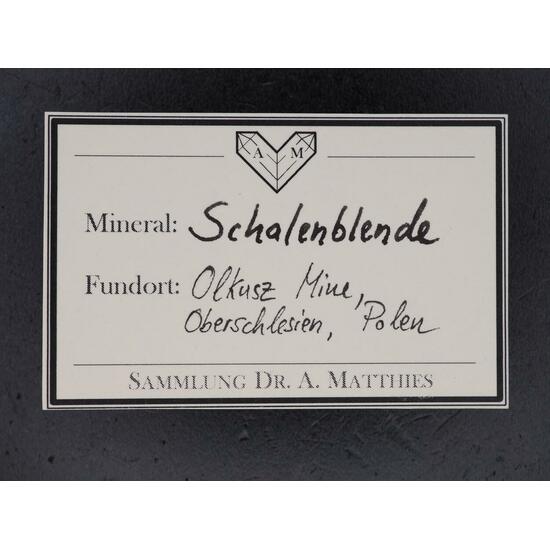 A M
Mineral: Schalenblende
Fundort: Olkusz Mine,
Oberschlesien, Polen
SAMMLUNG DR. A. MATTHIES